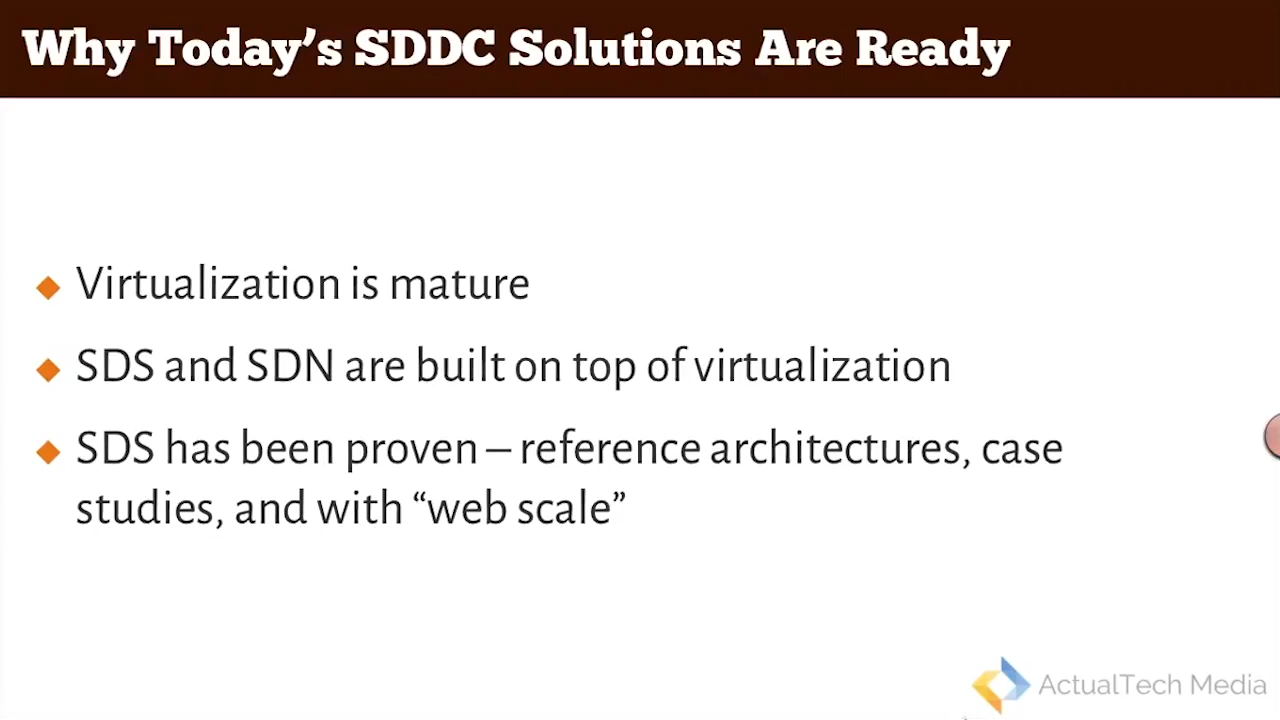 Why Today’s SDDC Solutions Are Ready
Virtualization is mature
SDS and SDN are built on top of virtualization
SDS has been proven – reference architectures, case
studies, and with “web scale”
ActualTech Media